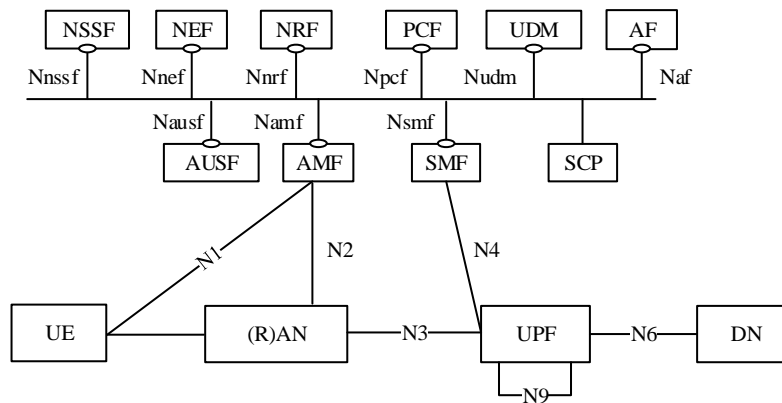 NSSF NEF NRF PCF UDM AF
Nnssf Nnef Nnrf Npcf Nudm Naf
Nausf Namf Nsmf
AUSF AMF SMF SCP
N1 N2 N4
UE (R)AN N3 UPF N6 DN
N9